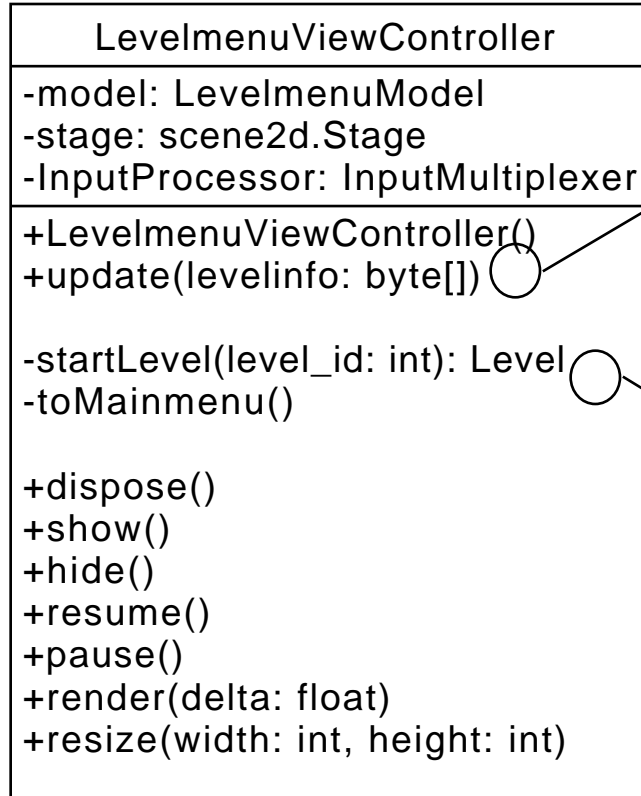 LevelmenuViewController
-model: LevelmenuModel
-stage: scene2d.Stage
-InputProcessor: InputMultiplexer
+LevelmenuViewController()
+update(levelinfo: byte[])
-startLevel(level_id: int): Level
-toMainmenu()
+dispose()
+show()
+hide()
+resume()
+pause()
+render(delta: float)
+resize(width: int, height: int)